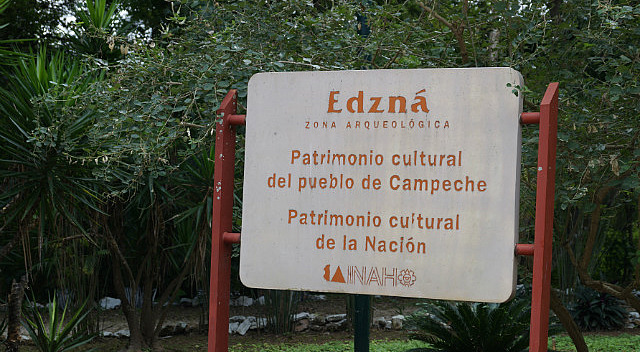 Edzná
ZONA ARQUEOLÓGICA
Patrimonio cultural
del pueblo de Campeche
Patrimonio cultural
de la Nación
INAH